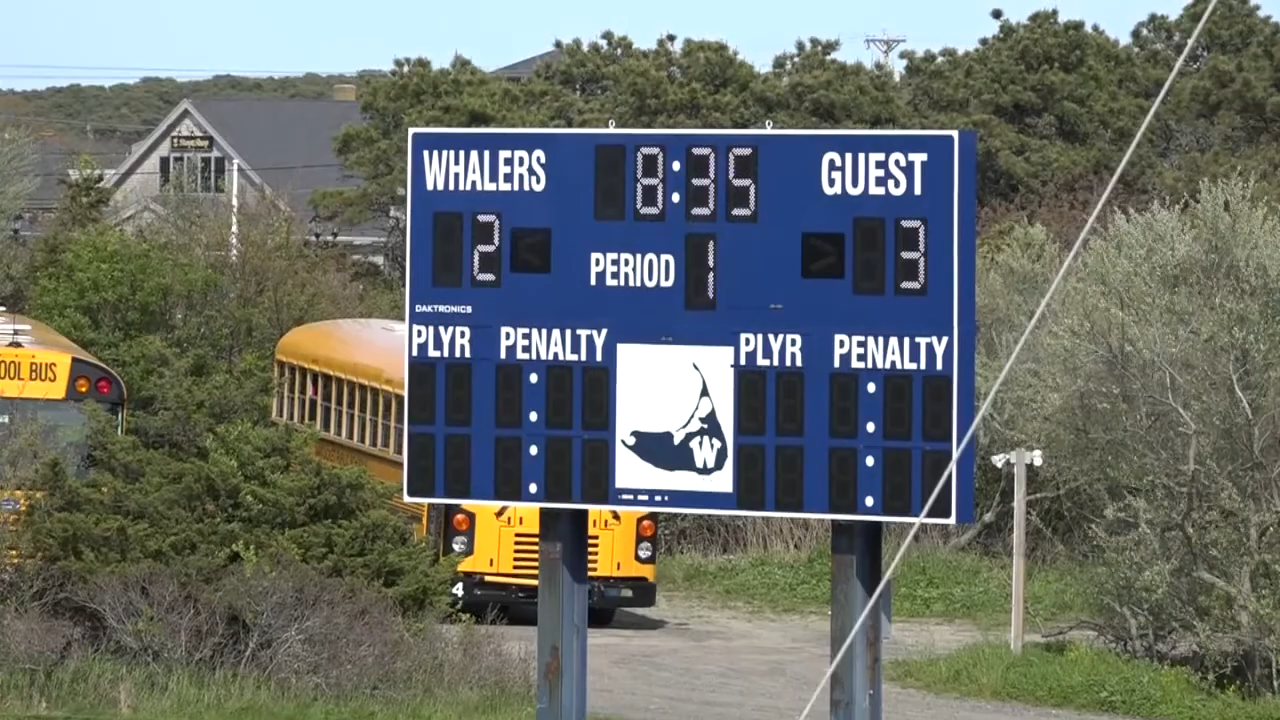 WHALERS 8:35 GUEST
2 < PERIOD 1 > 3
DAKTRONICS
PLYR PENALTY PLYR PENALTY
W
OOL BUS
4